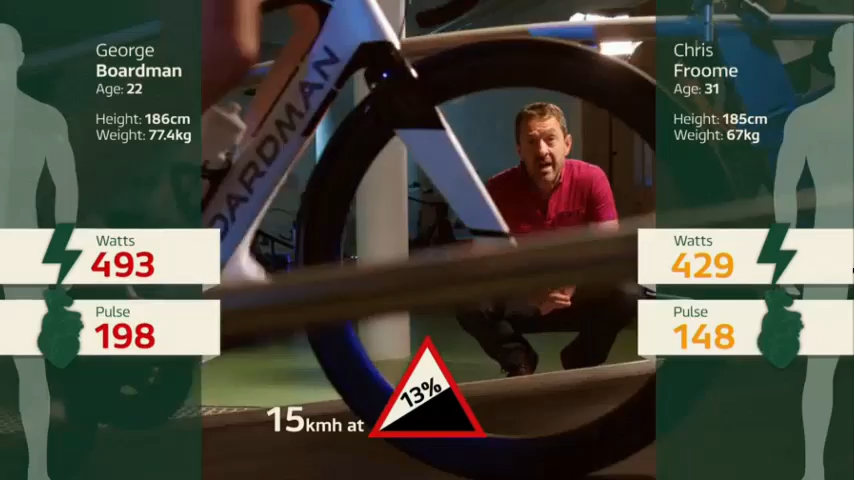 George
Boardman
Age: 22
Height: 186cm
Weight: 77.4kg
Watts
493
Pulse
198
BOARDMAN
15kmh at
13%
Chris
Froome
Age: 31
Height: 185cm
Weight: 67kg
Watts
429
Pulse
148